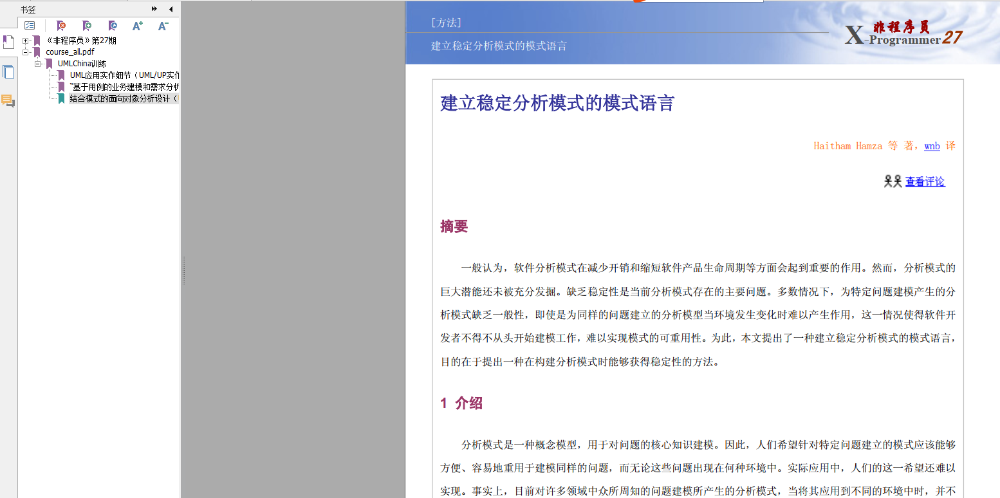 书签
《非程序员》第27期
course_all.pdf
UMLChina训练
UML应用实作细节（UML/UP实作
“基于用例的业务建模和需求分析
结合模式的面向对象分析设计（
[方法]
建立稳定分析模式的模式语言
非程序员
X-Programmer 27
建立稳定分析模式的模式语言
Haitham Hamza 等 著，wnb 译
查看评论
摘要
一般认为，软件分析模式在减少开销和缩短软件产品生命周期等方面会起到重要的作用。然而，分析模式的
巨大潜能还未被充分发掘。缺乏稳定性是当前分析模式存在的主要问题。多数情况下，为特定问题建模产生的分
析模式缺乏一般性，即使是为同样的问题建立的分析模型当环境发生变化时难以产生作用，这一情况使得软件开
发者不得不从头开始建模工作，难以实现模式的可重用性。为此，本文提出了一种建立稳定分析模式的模式语言，
目的在于提出一种在构建分析模式时能够获得稳定性的方法。
1 介绍
分析模式是一种概念模型，用于对问题的核心知识建模。因此，人们希望针对特定问题建立的模式应该能够
方便、容易地重用于建模同样的问题，而无论这些问题出现在何种环境中。实际应用中，人们的这一希望还难以
实现。事实上，目前对许多领域中众所周知的问题建模所产生的分析模式，当将其应用到不同的环境中时，并不